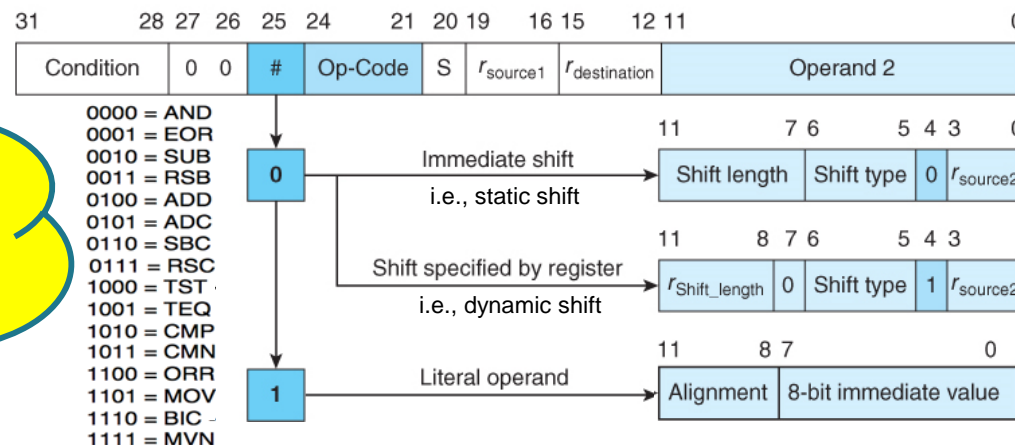 31 28 27 26 25 24 21 20 19 16 15 12 11 0
Condition 0 0 # Op-Code S rsource1 rdestination Operand 2
0000 = AND
0001 = EOR
0010 = SUB
0011 = RSB
0100 = ADD
0101 = ADC
0110 = SBC
0111 = RSC
1000 = TST
1001 = TEQ
1010 = CMP
1011 = CMN
1100 = ORR
1101 = MOV
1110 = BIC
1111 = MVN
11 7 6 5 4 3 0
0 Immediate shift Shift length Shift type 0 rsource2
i.e., static shift
11 8 7 6 5 4 3
Shift specified by register rShift_length 0 Shift type 1 rsource2
i.e., dynamic shift
11 8 7 0
1 Literal operand Alignment 8-bit immediate value